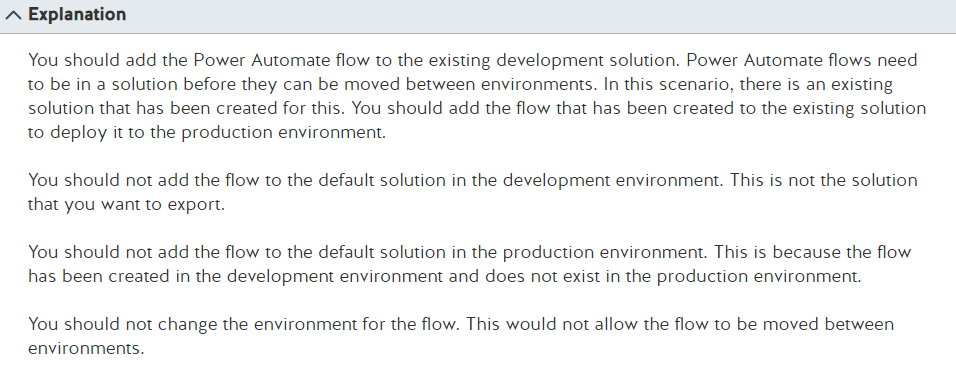 Explanation
You should add the Power Automate flow to the existing development solution. Power Automate flows need
to be in a solution before they can be moved between environments. In this scenario, there is an existing
solution that has been created for this. You should add the flow that has been created to the existing solution
to deploy it to the production environment.
You should not add the flow to the default solution in the development environment. This is not the solution
that you want to export.
You should not add the flow to the default solution in the production environment. This is because the flow
has been created in the development environment and does not exist in the production environment.
You should not change the environment for the flow. This would not allow the flow to be moved between
environments.